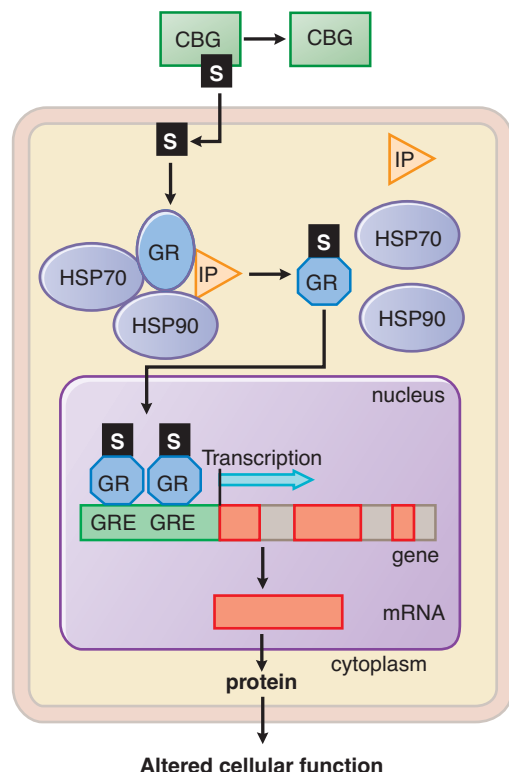 CBG
CBG
S
S
IP
S
HSP70
GR
HSP70
IP
GR
HSP90
HSP90
nucleus
S
S
Transcription
GR
GR
GRE
GRE
gene
mRNA
cytoplasm
protein
Altered cellular function